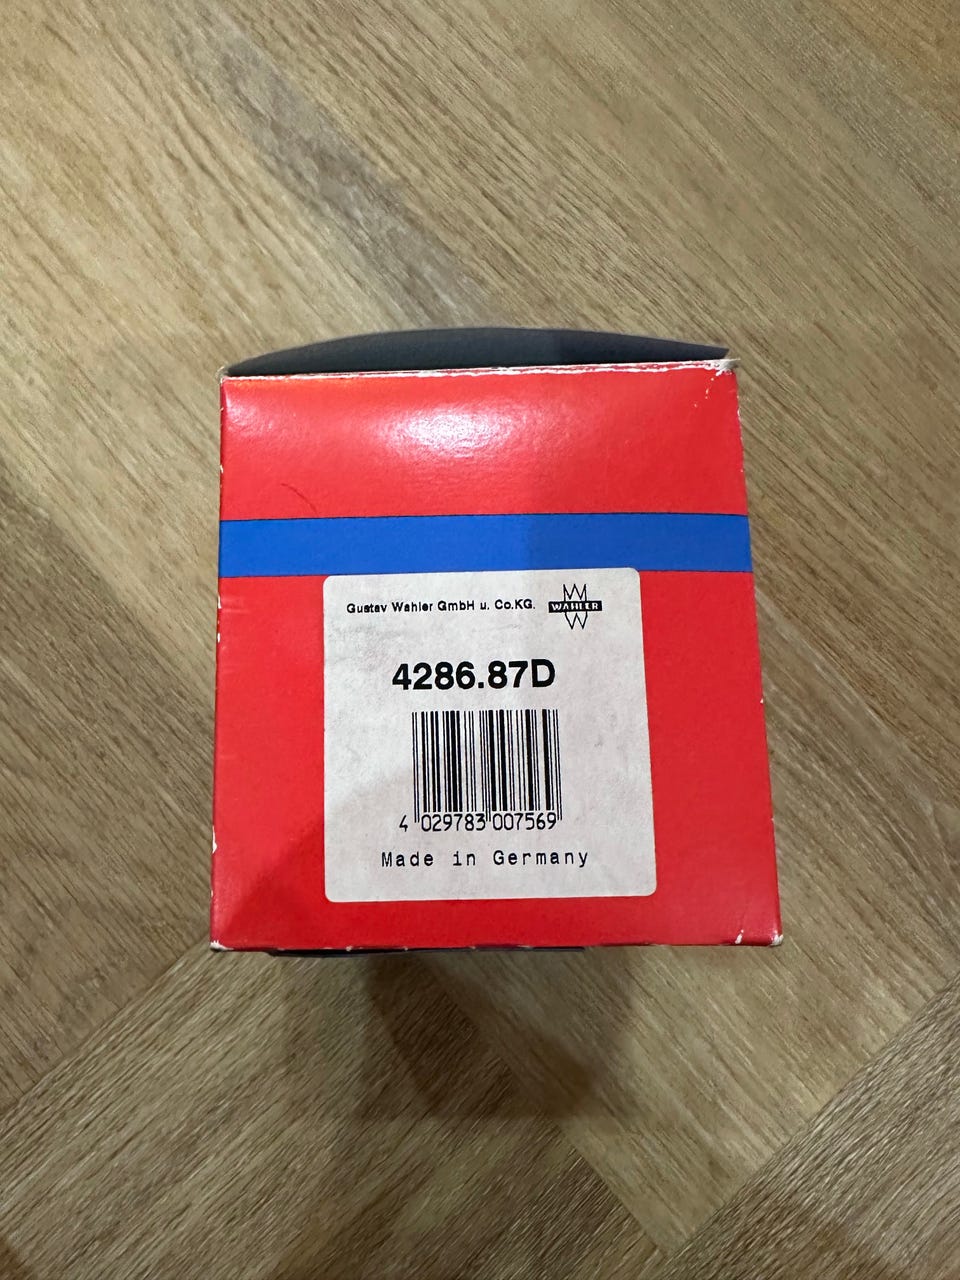 Gustav Wahler GmbH u. Co.KG.
WAHLER
4286.87D
4 029783 007569
Made in Germany